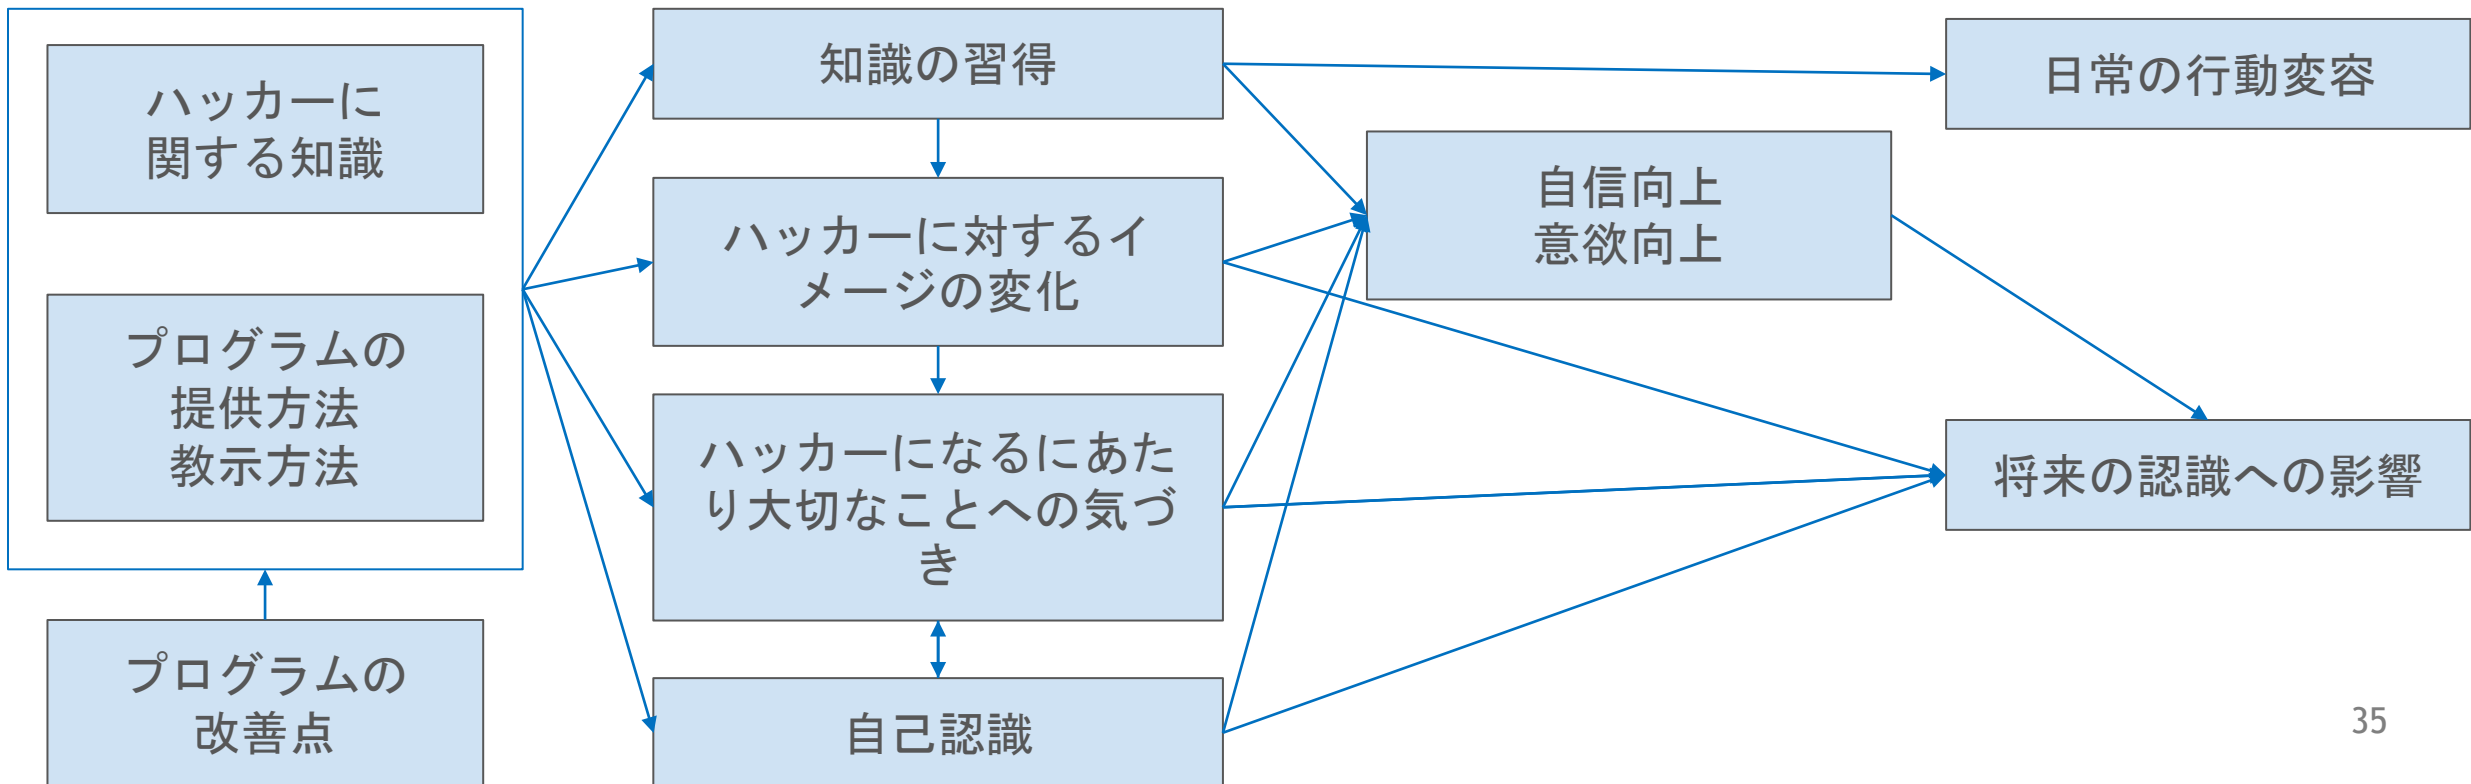 ハッカーに
関する知識
プログラムの
提供方法
教示方法
プログラムの
改善点
知識の習得
ハッカーに対するイ
メージの変化
ハッカーになるにあた
り大切なことへの気づ
き
自己認識
自信向上
意欲向上
日常の行動変容
将来の認識への影響
35